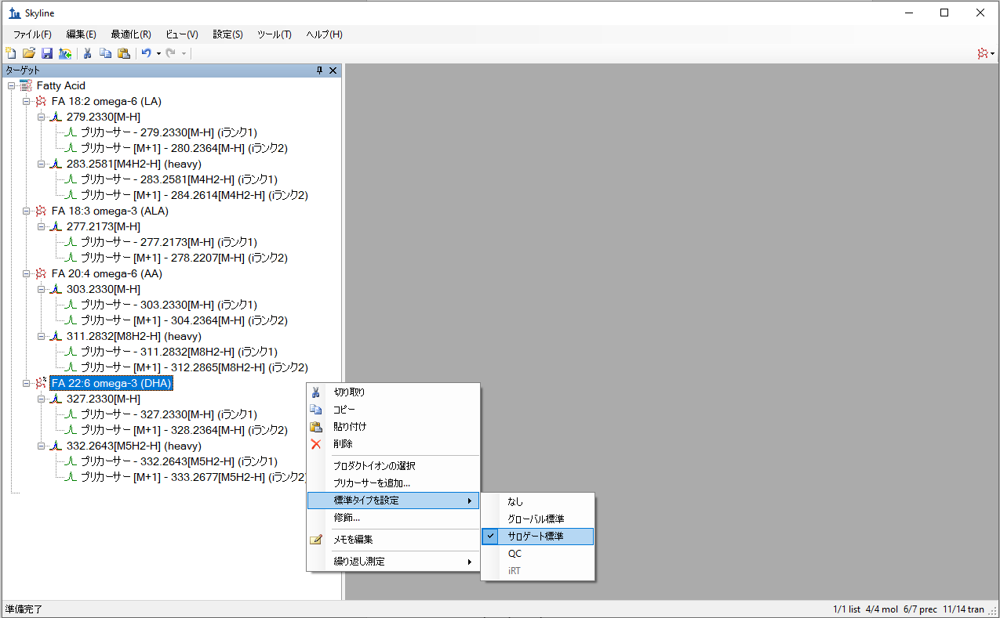 Skyline
ファイル(F) 編集(E) 最適化(R) ビュー(V) 設定(S) ツール(T) ヘルプ(H)
ターゲット
Fatty Acid
FA 18:2 omega-6 (LA)
279.2330[M-H]
プリカーサー - 279.2330[M-H] (iランク1)
プリカーサー [M+1] - 280.2364[M-H] (iランク2)
283.2581[M4H2-H] (heavy)
プリカーサー - 283.2581[M4H2-H] (iランク1)
プリカーサー [M+1] - 284.2614[M4H2-H] (iランク2)
FA 18:3 omega-3 (ALA)
277.2173[M-H]
プリカーサー - 277.2173[M-H] (iランク1)
プリカーサー [M+1] - 278.2207[M-H] (iランク2)
FA 20:4 omega-6 (AA)
303.2330[M-H]
プリカーサー - 303.2330[M-H] (iランク1)
プリカーサー [M+1] - 304.2364[M-H] (iランク2)
311.2832[M8H2-H] (heavy)
プリカーサー - 311.2832[M8H2-H] (iランク1)
プリカーサー [M+1] - 312.2865[M8H2-H] (iランク2)
FA 22:6 omega-3 (DHA)
327.2330[M-H]
プリカーサー - 327.2330[M-H] (iランク1)
プリカーサー [M+1] - 328.2364[M-H] (iランク2)
332.2643[M5H2-H] (heavy)
プリカーサー - 332.2643[M5H2-H] (iランク1)
プリカーサー [M+1] - 333.2677[M5H2-H] (iランク2
切り取り
コピー
貼り付け
削除
プロダクトイオンの選択
プリカーサーを追加...
標準タイプを設定
修飾...
メモを編集
繰り返し測定
なし
グローバル標準
サロゲート標準
QC
iRT
準備完了
1/1 list 4/4 mol 6/7 prec 11/14 tran